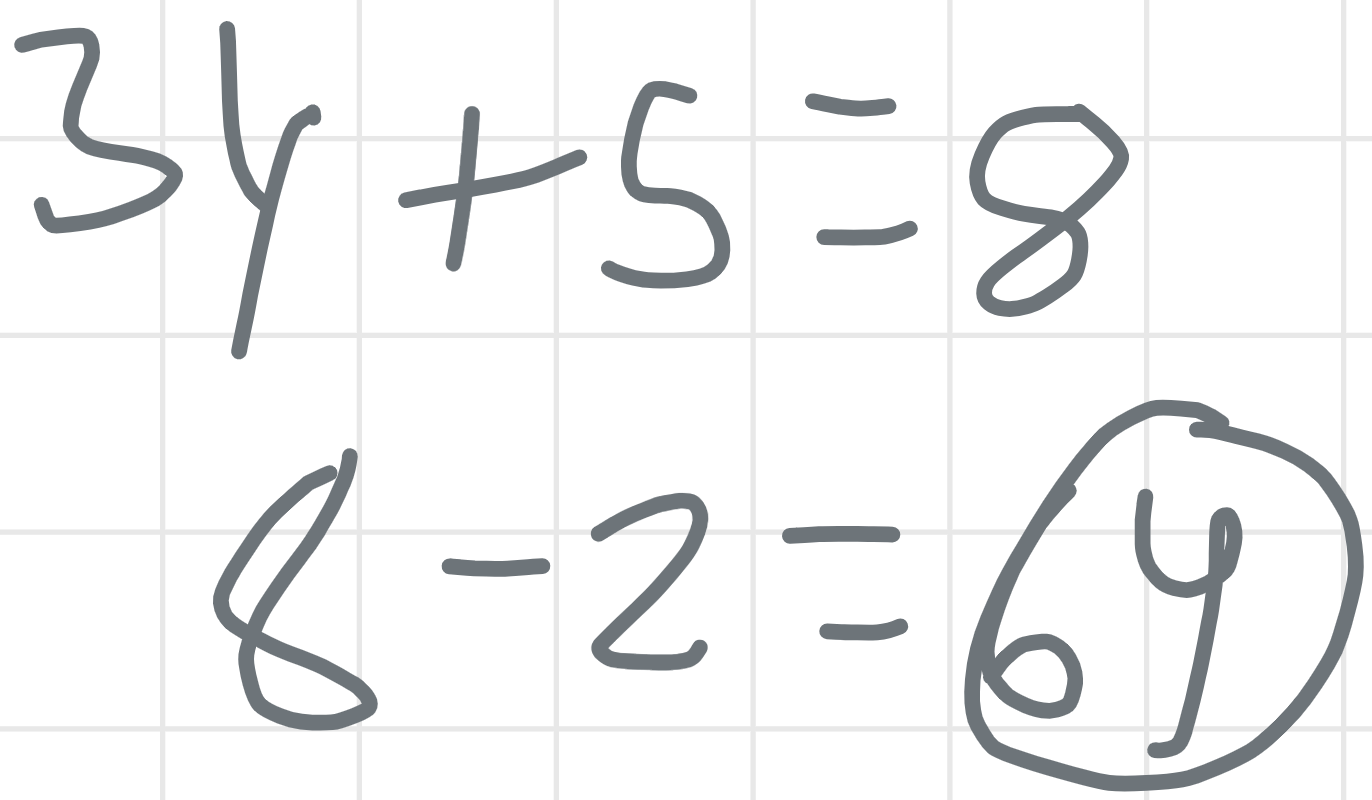 3y + 5 = 8
8 - 2 = 6y